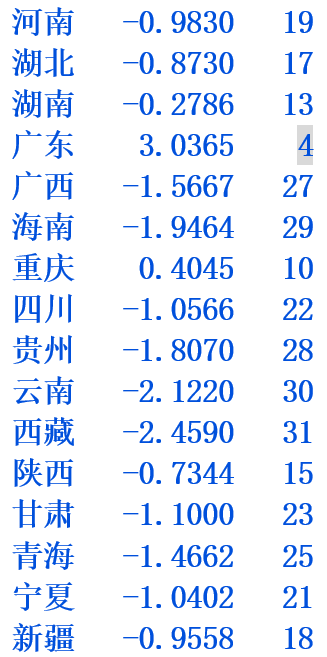 河南 -0.9830 19
湖北 -0.8730 17
湖南 -0.2786 13
广东 3.0365 4
广西 -1.5667 27
海南 -1.9464 29
重庆 0.4045 10
四川 -1.0566 22
贵州 -1.8070 28
云南 -2.1220 30
西藏 -2.4590 31
陕西 -0.7344 15
甘肃 -1.1000 23
青海 -1.4662 25
宁夏 -1.0402 21
新疆 -0.9558 18